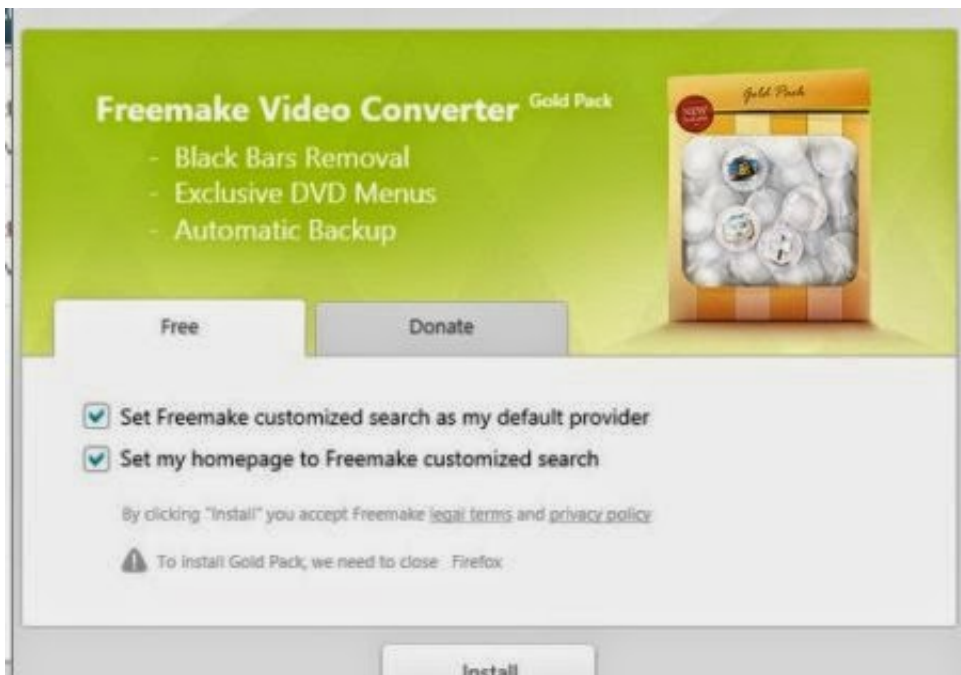 Freemake Video Converter Gold Pack
- Black Bars Removal
- Exclusive DVD Menus
- Automatic Backup
Gold Pack
NEW
Free
Donate
Set Freemake customized search as my default provider
Set my homepage to Freemake customized search
By clicking "Install" you accept Freemake legal terms and privacy policy
To install Gold Pack, we need to close Firefox
Install